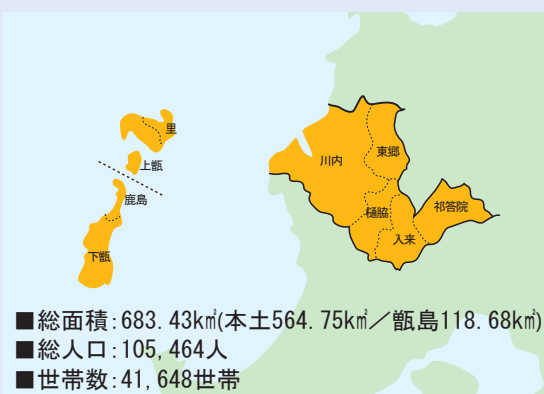 里
上甑
鹿島
下甑
川内
東郷
樋脇
入来
祁答院
■総面積:683.43k㎡(本土564.75k㎡／甑島118.68k㎡)
■総人口:105,464人
■世帯数:41,648世帯